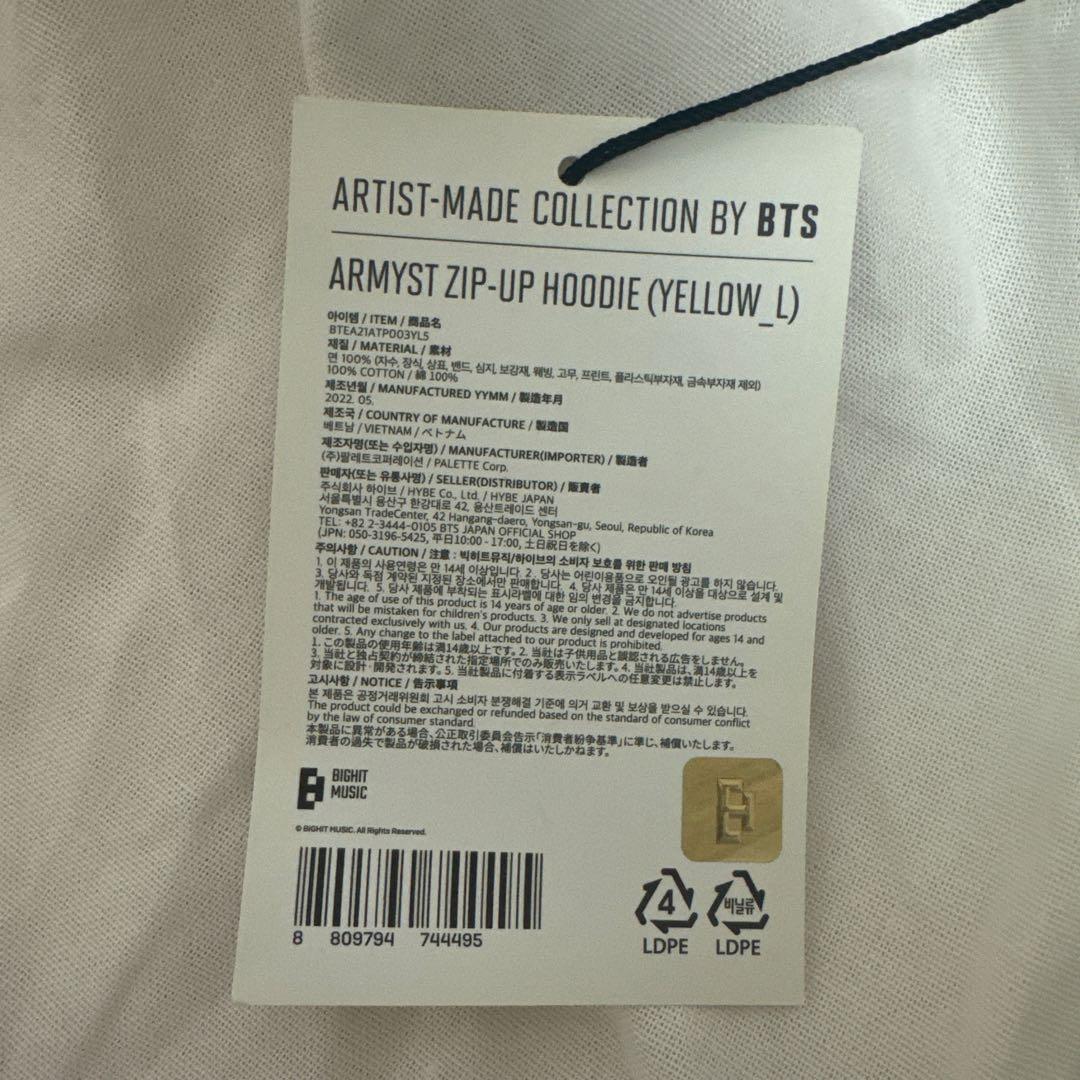 ARTIST-MADE COLLECTION BY BTS
ARMYST ZIP-UP HOODIE (YELLOW_L)
아이템 / ITEM / 商品名
BTEA21ATP003YL5
재질 / MATERIAL / 素材
면 100% (자수, 장식, 상표, 밴드, 심지, 보강재, 웨빙, 고무, 프린트, 플라스틱부자재, 금속부자재 제외)
100% COTTON / 綿 100%
제조년월 / MANUFACTURED YYMM / 製造年月
2022. 05.
제조국 / COUNTRY OF MANUFACTURE / 製造国
베트남 / VIETNAM / ベトナム
제조자명(또는 수입자명) / MANUFACTURER(IMPORTER) / 製造者
(주)팔레트코퍼레이션 / PALETTE Corp.
판매자(또는 유통사명) / SELLER(DISTRIBUTOR) / 販賣者
주식회사 하이브 / HYBE Co., Ltd. / HYBE JAPAN
서울특별시 용산구 한강대로 42, 용산트레이드 센터
Yongsan TradeCenter, 42 Hangang-daero, Yongsan-gu, Seoul, Republic of Korea
TEL: +82 2-3444-0105 BTS JAPAN OFFICIAL SHOP
(JPN: 050-3196-5425, 平日10:00 - 17:00, 土日祝日を除く)
주의사항 / CAUTION / 注意 : 빅히트뮤직/하이브의 소비자 보호를 위한 판매 방침
1. 이 제품의 사용연령은 만 14세 이상입니다. 2. 당사는 어린이용품으로 오인될 광고를 하지 않습니다.
3. 당사와 독점 계약된 지정된 장소에서만 판매합니다. 4. 당사 제품은 만 14세 이상을 대상으로 설계 및
개발됩니다. 5. 당사 제품에 부착되는 표시라벨에 대한 임의 변경을 금지합니다.
1. The age of use of this product is 14 years of age or older. 2. We do not advertise products
that will be mistaken for children's products. 3. We only sell at designated locations
contracted exclusively with us. 4. Our products are designed and developed for ages 14 and
older. 5. Any change to the label attached to our product is prohibited.
1. この製品の使用年齢は満14歳以上です。2. 当社は子供用品と誤認される広告をしません。
3. 当社と独占契約が締結された指定場所でのみ販売いたします。4. 当社製品は、満14歳以上を
対象に設計·開発されます。5. 当社製品に付着する表示ラベルへの任意変更は禁止します。
고시사항 / NOTICE / 告示事項
본 제품은 공정거래위원회 고시 소비자 분쟁해결 기준에 의거 교환 및 보상을 받으실 수 있습니다.
The product could be exchanged or refunded based on the standard of consumer conflict
by the law of consumer standard.
本製品に異常がある場合、公正取引委員会告示「消費者紛争基準」に準じ、補償いたします。
消費者の過失で製品が破損された場合、補償はいたしかねます。
BIGHIT
MUSIC
© BIGHIT MUSIC. All Rights Reserved.
8 809794 744495
4
LDPE
비닐류
LDPE